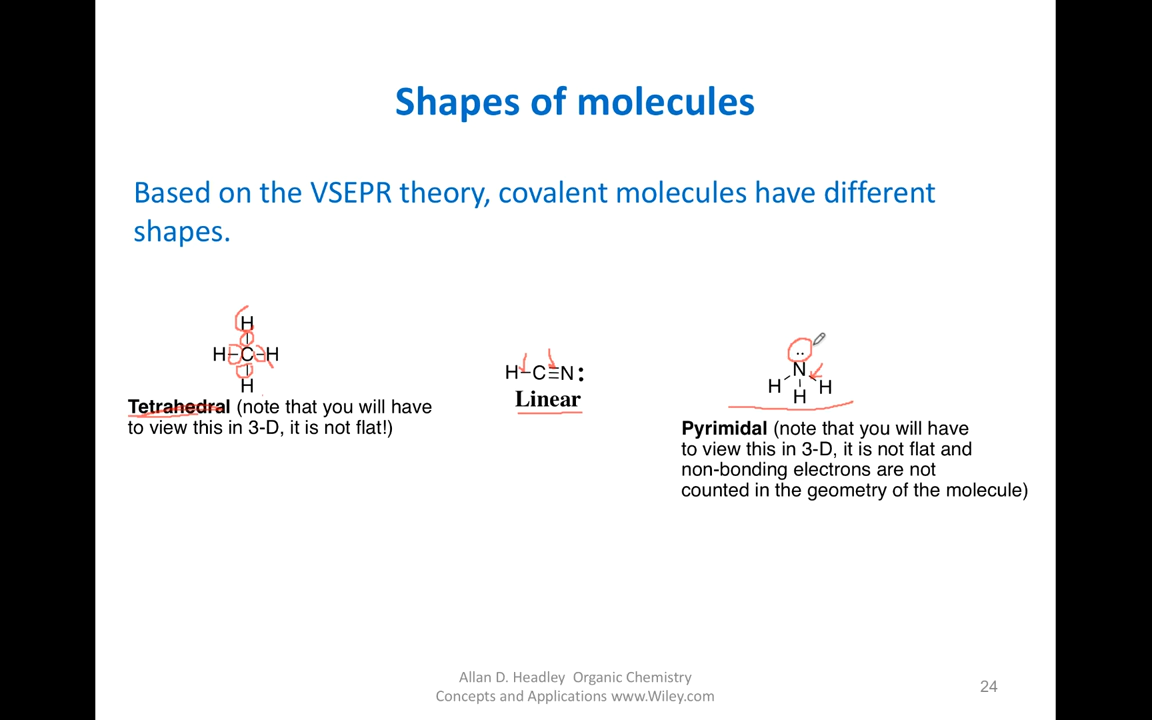 Shapes of molecules
Based on the VSEPR theory, covalent molecules have different
shapes.
H
H-C-H
H
Tetrahedral (note that you will have
to view this in 3-D, it is not flat!)
H-C≡N:
Linear
..
N
H H H
Pyrimidal (note that you will have
to view this in 3-D, it is not flat and
non-bonding electrons are not
counted in the geometry of the molecule)
Allan D. Headley Organic Chemistry
Concepts and Applications www.Wiley.com
24